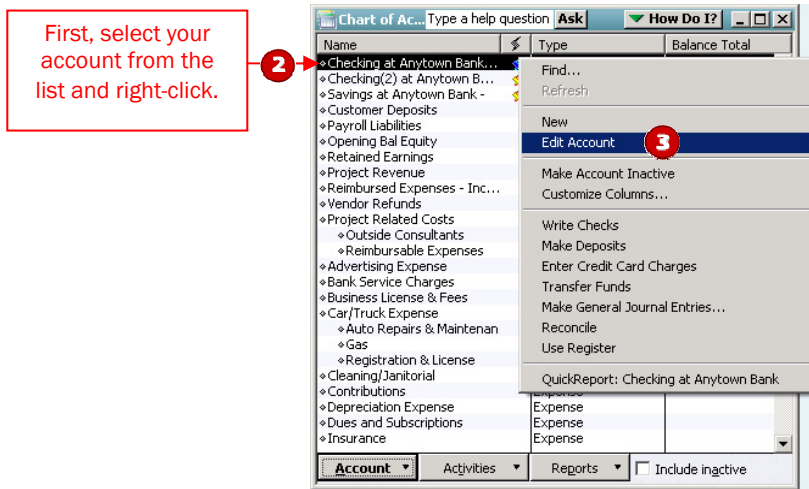 First, select your
account from the
list and right-click.
2
Chart of Ac... Type a help question Ask How Do I?
Name Type Balance Total
Checking at Anytown Bank...
Checking(2) at Anytown B...
Savings at Anytown Bank -
Customer Deposits
Payroll Liabilities
Opening Bal Equity
Retained Earnings
Project Revenue
Reimbursed Expenses - Inc...
Vendor Refunds
Project Related Costs
Outside Consultants
Reimbursable Expenses
Advertising Expense
Bank Service Charges
Business License & Fees
Car/Truck Expense
Auto Repairs & Maintenan
Gas
Registration & License
Cleaning/Janitorial
Contributions Expense
Depreciation Expense Expense
Dues and Subscriptions Expense
Insurance Expense
Find...
Refresh
New
Edit Account 3
Make Account Inactive
Customize Columns...
Write Checks
Make Deposits
Enter Credit Card Charges
Transfer Funds
Make General Journal Entries...
Reconcile
Use Register
QuickReport: Checking at Anytown Bank
Account Activities Reports Include inactive